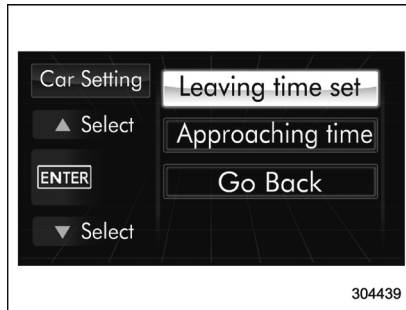 Car Setting
Leaving time set
▲ Select
Approaching time
ENTER
Go Back
▼ Select
304439